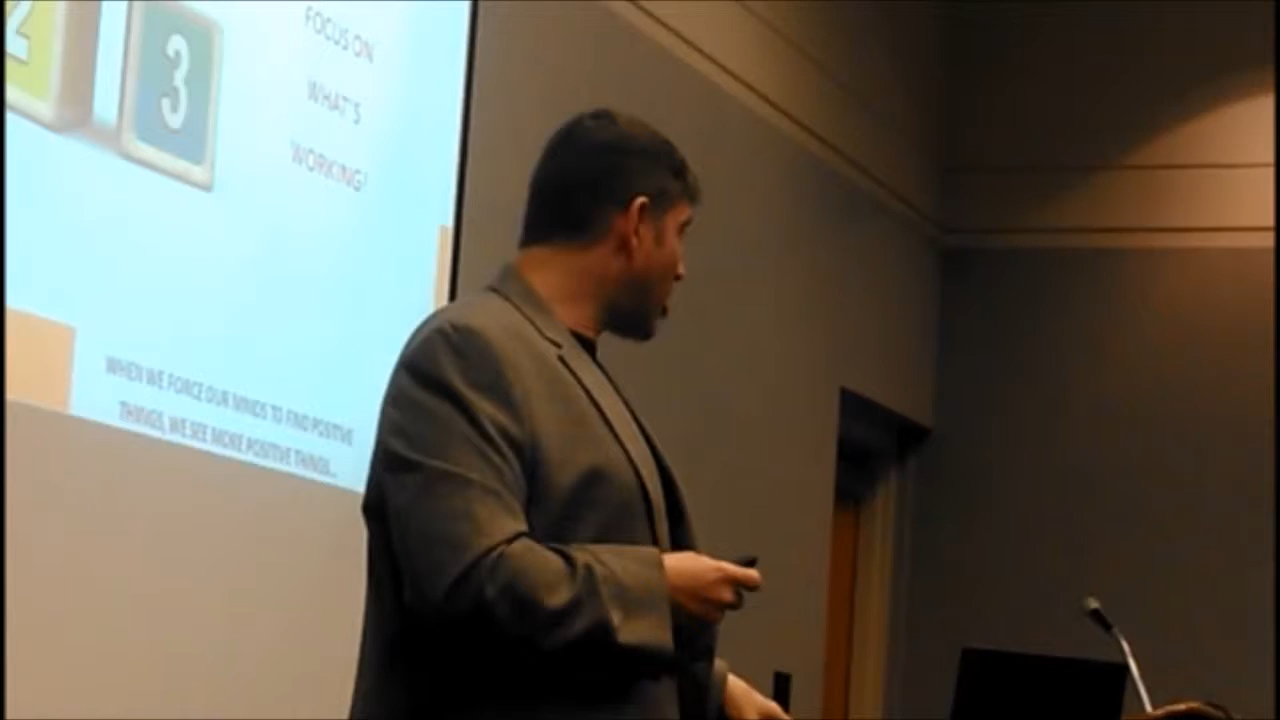 2
3
FOCUS ON
WHAT'S
WORKING!
WHEN WE FORCE OUR MINDS TO FIND POSITIVE
THINGS, WE SEE MORE POSITIVE THINGS...